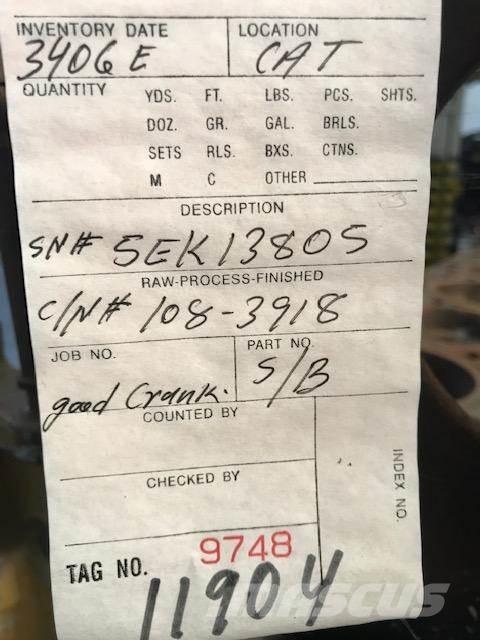 INVENTORY DATE LOCATION
3406E CAT
QUANTITY YDS. FT. LBS. PCS. SHTS.
DOZ. GR. GAL. BRLS.
SETS RLS. BXS. CTNS.
M C OTHER
DESCRIPTION
SN# 5EK13805
RAW-PROCESS-FINISHED
C/N# 108-3918
JOB NO. PART NO.
good Crank. S/B
COUNTED BY
CHECKED BY
INDEX NO.
TAG NO. 9748
11904
MASCUS